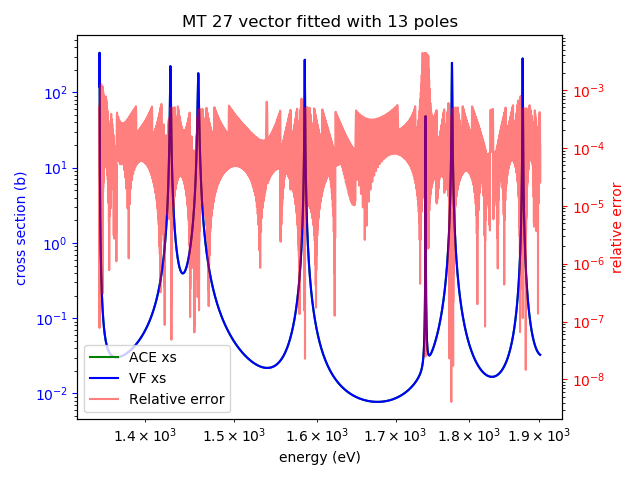 MT 27 vector fitted with 13 poles
10²
10¹
10⁰
10⁻¹
10⁻²
cross section (b)
10⁻³
10⁻⁴
10⁻⁵
10⁻⁶
10⁻⁷
10⁻⁸
relative error
ACE xs
VF xs
Relative error
1.4 × 10³ 1.5 × 10³ 1.6 × 10³ 1.7 × 10³ 1.8 × 10³ 1.9 × 10³
energy (eV)